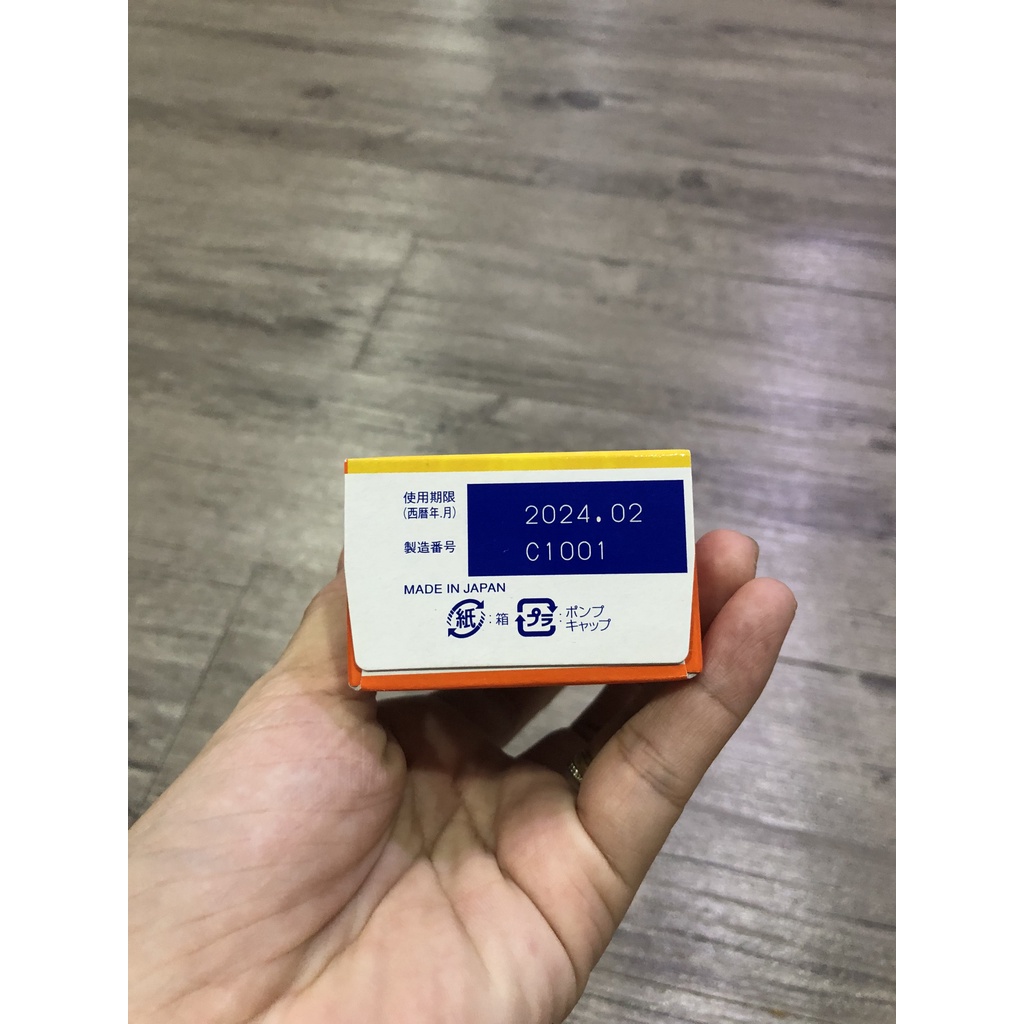 使用期限 2024.02
(西暦年.月)
製造番号 C1001
MADE IN JAPAN
紙 : 箱 プラ : ポンプ
キャップ